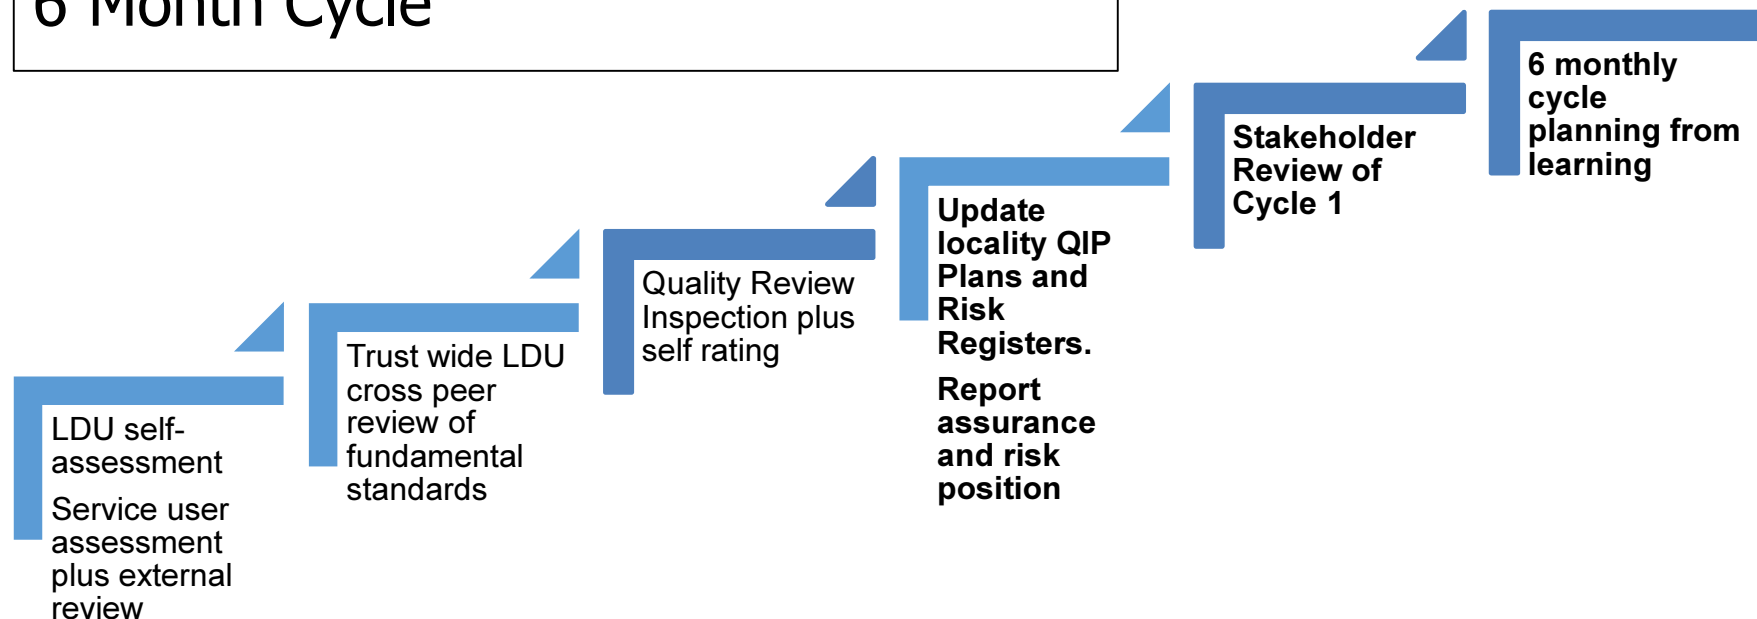 6 Month Cycle
LDU self-
assessment
Service user
assessment
plus external
review
Trust wide LDU
cross peer
review of
fundamental
standards
Quality Review
Inspection plus
self rating
Update
locality QIP
Plans and
Risk
Registers.
Report
assurance
and risk
position
Stakeholder
Review of
Cycle 1
6 monthly
cycle
planning from
learning